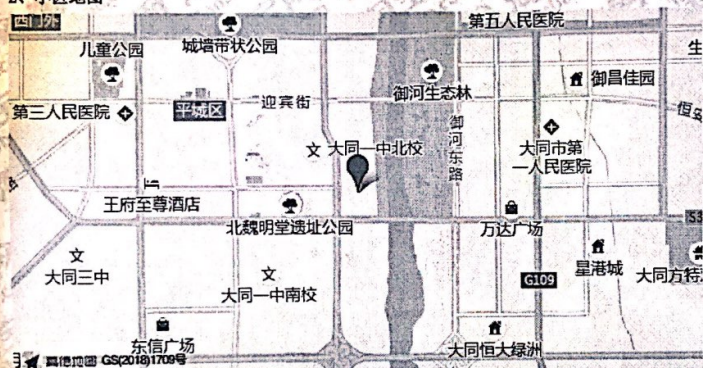 西门外
第五人民医院
儿童公园
城墙带状公园
生
御河生态林
御昌佳园
第三人民医院
平城区
迎宾街
恒安
御河东路
大同一中北校
大同市第
一人民医院
王府至尊酒店
北魏明堂遗址公园
万达广场
S3
大同三中
大同一中南校
G109
星港城
大同方特
东信广场
大同恒大绿洲
高德地图 GS(2018)1709号